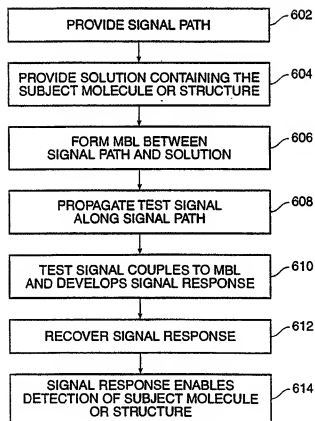 PROVIDE SIGNAL PATH
602
PROVIDE SOLUTION CONTAINING THE
SUBJECT MOLECULE OR STRUCTURE
604
FORM MBL BETWEEN
SIGNAL PATH AND SOLUTION
606
PROPAGATE TEST SIGNAL
ALONG SIGNAL PATH
608
TEST SIGNAL COUPLES TO MBL
AND DEVELOPS SIGNAL RESPONSE
610
RECOVER SIGNAL RESPONSE
612
SIGNAL RESPONSE ENABLES
DETECTION OF SUBJECT MOLECULE
OR STRUCTURE
614